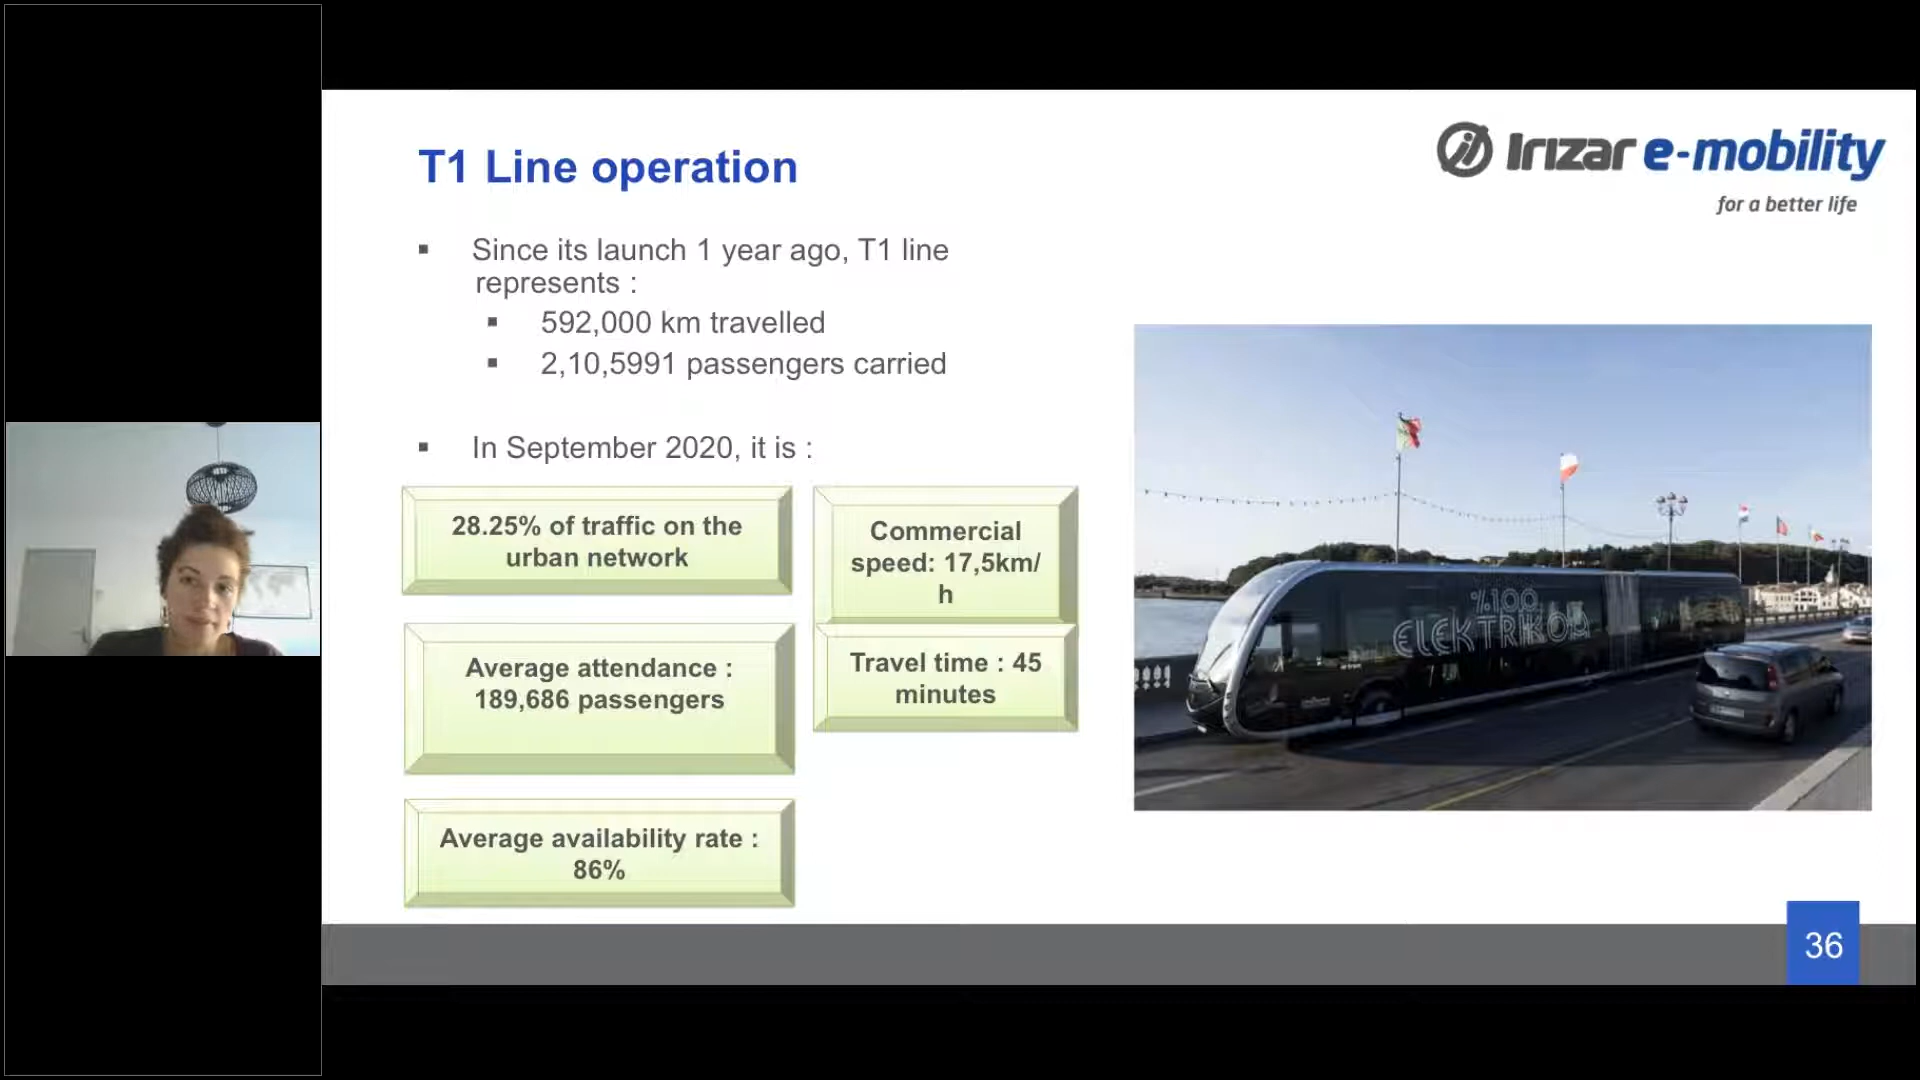 T1 Line operation
Irizar e-mobility
for a better life
▪ Since its launch 1 year ago, T1 line
represents :
▪ 592,000 km travelled
▪ 2,10,5991 passengers carried
▪ In September 2020, it is :
28.25% of traffic on the
urban network
Commercial
speed: 17,5km/
h
Average attendance :
189,686 passengers
Travel time : 45
minutes
Average availability rate :
86%
%100
ELEKTRIKOA
36